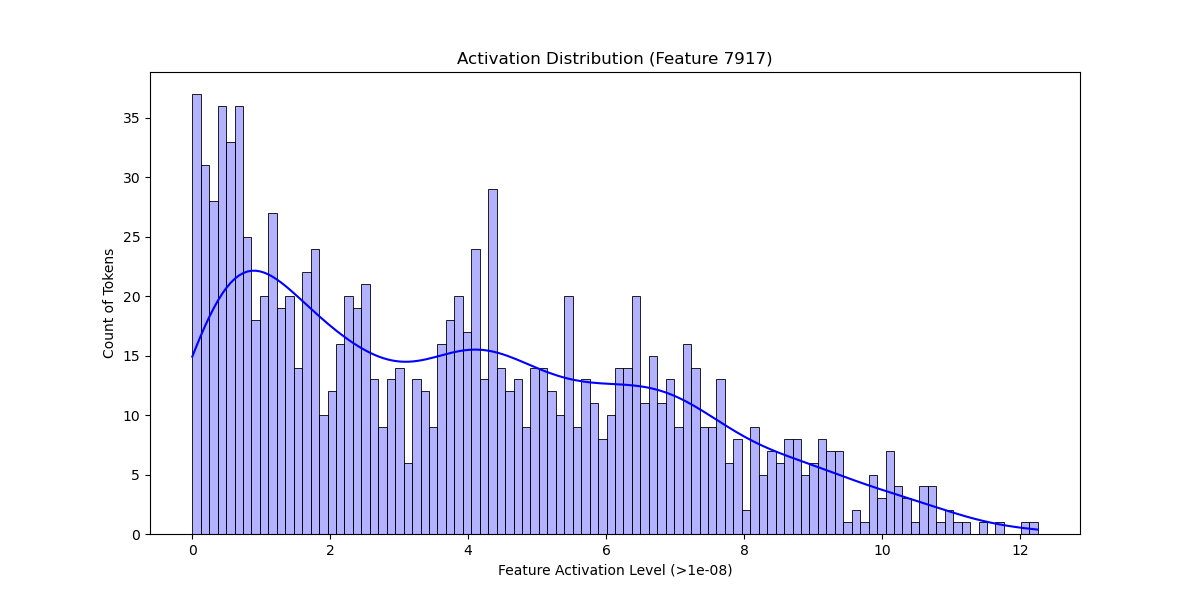 Activation Distribution (Feature 7917)
Count of Tokens
35
30
25
20
15
10
5
0
0 2 4 6 8 10 12
Feature Activation Level (>1e-08)